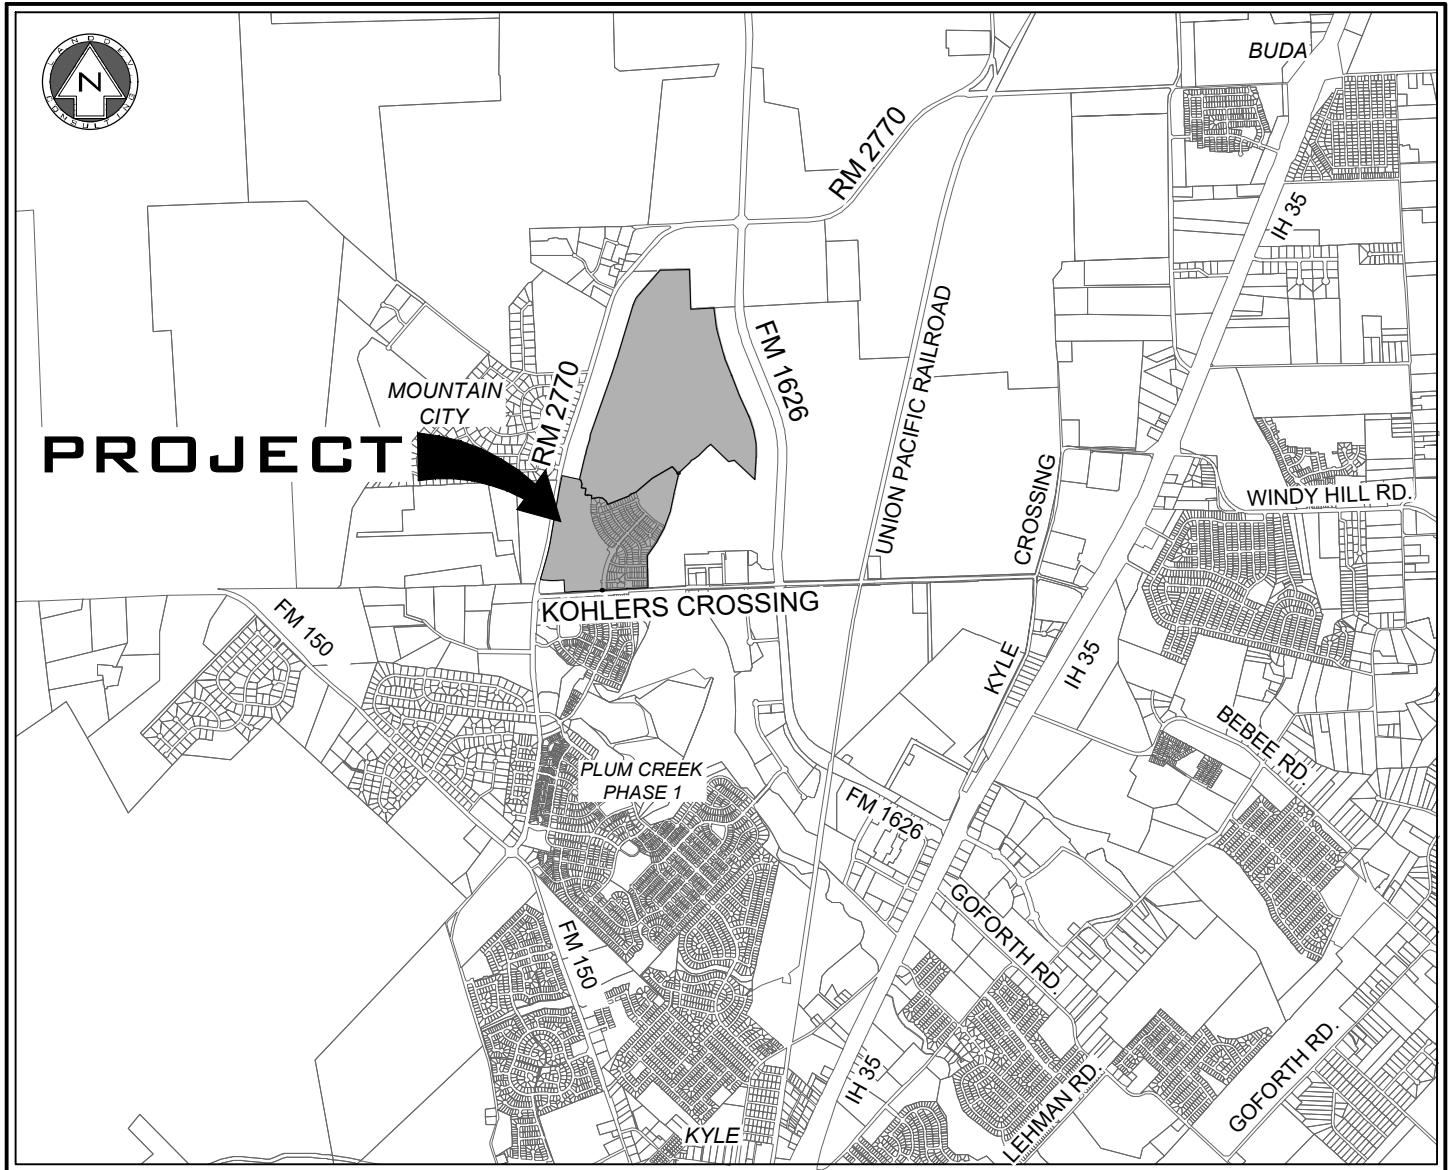 LANDDEV
N
CONSULTING
BUDA
RM 2770
IH 35
UNION PACIFIC RAILROAD
FM 1626
MOUNTAIN
CITY
RM 2770
PROJECT
CROSSING
WINDY HILL RD.
KOHLERS CROSSING
FM 150
KYLE
IH 35
BEBEE RD.
PLUM CREEK
PHASE 1
FM 1626
GOFORTH RD.
FM 150
IH 35
LEHMAN RD.
GOFORTH RD.
KYLE